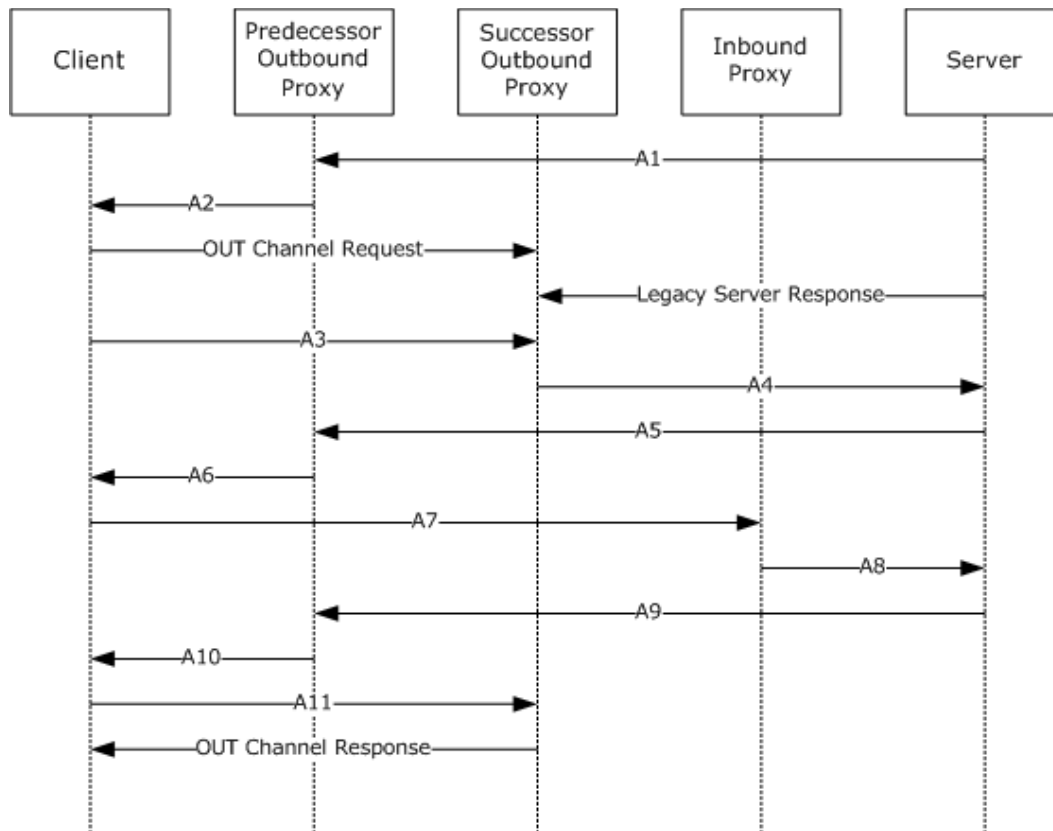 Client
Predecessor
Outbound
Proxy
Successor
Outbound
Proxy
Inbound
Proxy
Server
A1
A2
OUT Channel Request
Legacy Server Response
A3
A4
A5
A6
A7
A8
A9
A10
A11
OUT Channel Response